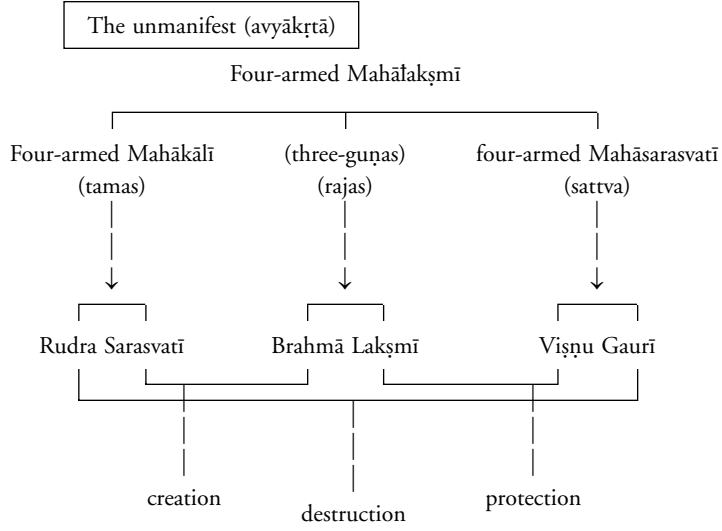 The unmanifest (avyākṛtā)
Four-armed Mahālakṣmī
Four-armed Mahākālī (three-guṇas) four-armed Mahāsarasvatī
(tamas) (rajas) (sattva)
Rudra Sarasvatī Brahmā Lakṣmī Viṣṇu Gaurī
creation destruction protection